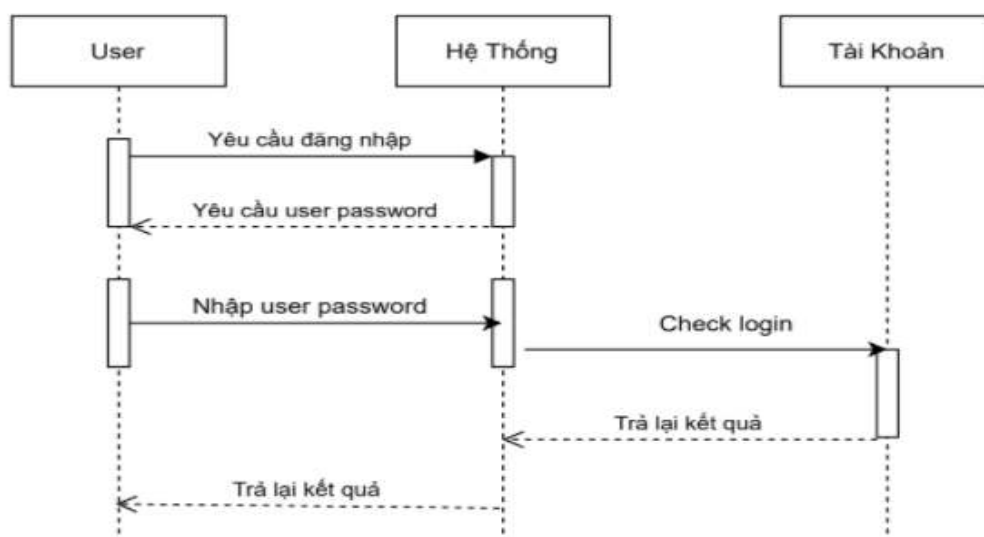 User
Hệ Thống
Tài Khoản
Yêu cầu đăng nhập
Yêu cầu user password
Nhập user password
Check login
Trả lại kết quả
Trả lại kết quả